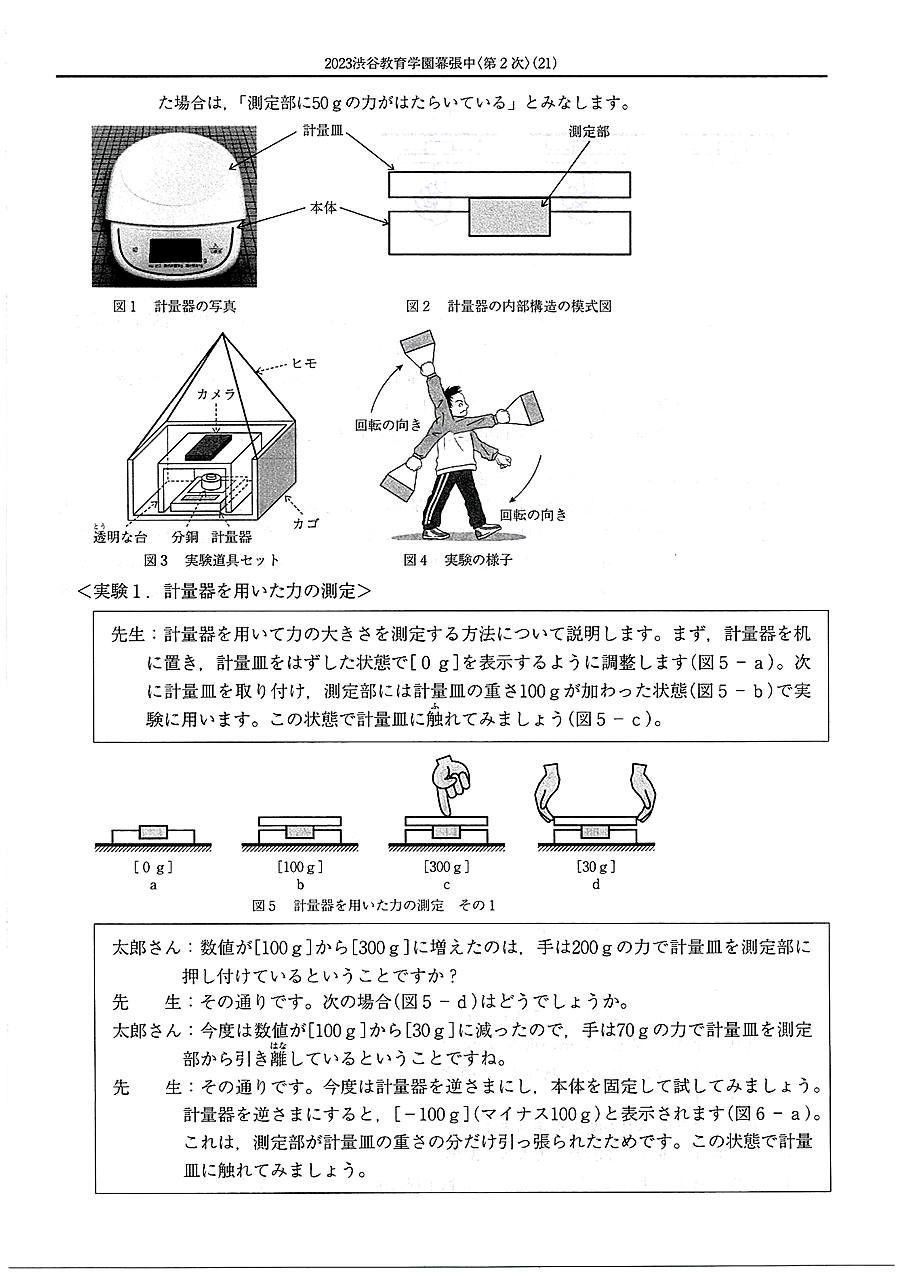 2023渋谷教育学園幕張中〈第2次〉(21)
た場合は,「測定部に50gの力がはたらいている」とみなします。
計量皿
測定部
本体
図1 計量器の写真
図2 計量器の内部構造の模式図
ヒモ
カメラ
回転の向き
回転の向き
カゴ
とう
透明な台 分銅 計量器
図3 実験道具セット
図4 実験の様子
＜実験1. 計量器を用いた力の測定＞
先生：計量器を用いて力の大きさを測定する方法について説明します。まず, 計量器を机
に置き, 計量皿をはずした状態で[0g]を表示するように調整します(図5-a)。次
に計量皿を取り付け, 測定部には計量皿の重さ100gが加わった状態(図5-b)で実
ふ
験に用います。この状態で計量皿に触れてみましょう(図5-c)。
[0g] [100g] [300g] [30g]
a b c d
図5 計量器を用いた力の測定 その1
太郎さん：数値が[100g]から[300g]に増えたのは, 手は200gの力で計量皿を測定部に
押し付けているということですか？
先 生：その通りです。次の場合(図5-d)はどうでしょうか。
太郎さん：今度は数値が[100g]から[30g]に減ったので, 手は70gの力で計量皿を測定
はな
部から引き離しているということですね。
先 生：その通りです。今度は計量器を逆さまにし, 本体を固定して試してみましょう。
計量器を逆さまにすると, [-100g](マイナス100g)と表示されます(図6-a)。
これは, 測定部が計量皿の重さの分だけ引っ張られたためです。この状態で計量
皿に触れてみましょう。